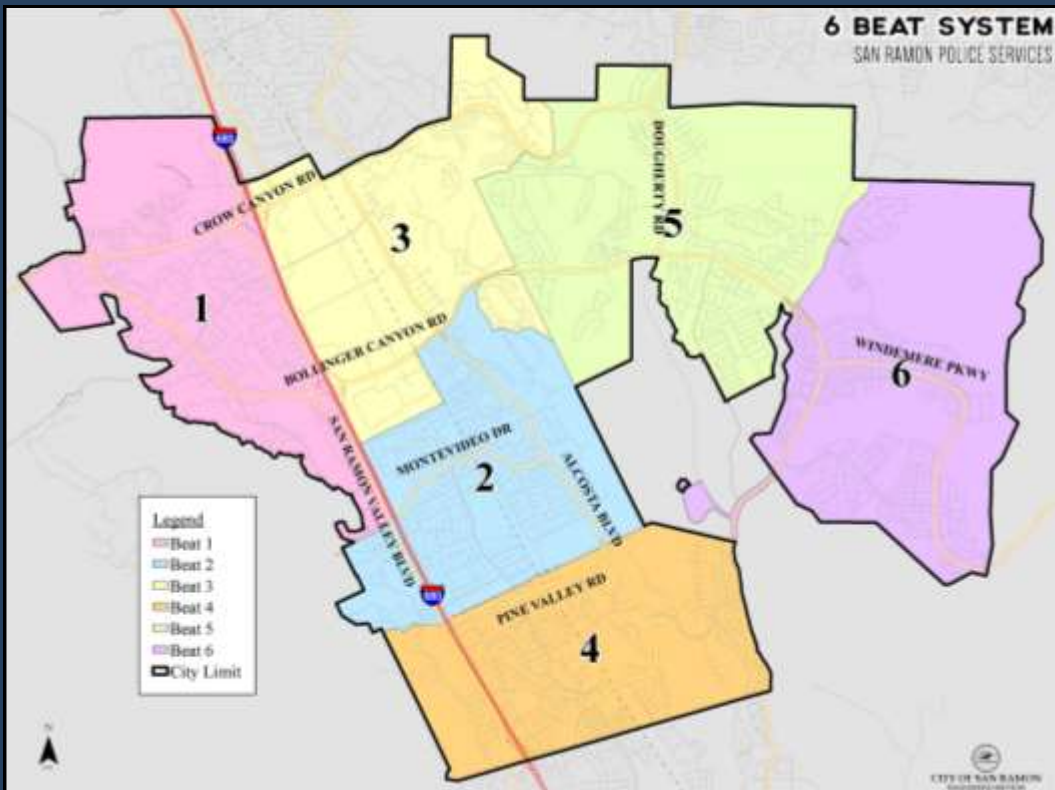 6 BEAT SYSTEM
SAN RAMON POLICE SERVICES
680
CROW CANYON RD
DOUGHERTY RD
3
5
1
BOLLINGER CANYON RD
WINDEMERE PKWY
6
SAN RAMON VALLEY BLVD
MONTEVIDEO DR
2
ALCOSTA BLVD
680
PINE VALLEY RD
4
Legend
Beat 1
Beat 2
Beat 3
Beat 4
Beat 5
Beat 6
City Limit
N
CITY OF SAN RAMON